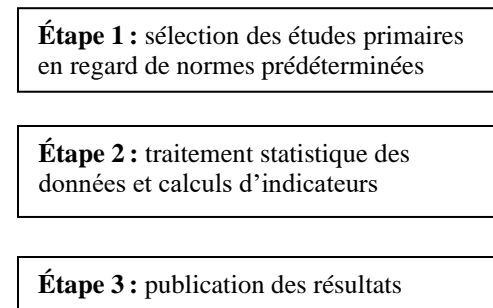 Étape 1 : sélection des études primaires
en regard de normes prédéterminées
Étape 2 : traitement statistique des
données et calculs d’indicateurs
Étape 3 : publication des résultats